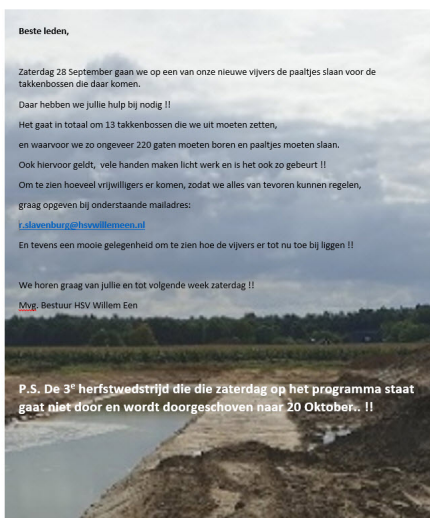 Beste leden,
Zaterdag 28 September gaan we op een van onze nieuwe vijvers de paaltjes slaan voor de
takkenbossen die daar komen.
Daar hebben we jullie hulp bij nodig !!
Het gaat in totaal om 13 takkenbossen die we uit moeten zetten,
en waarvoor we zo ongeveer 220 gaten moeten boren en paaltjes moeten slaan.
Ook hiervoor geldt,  vele handen maken licht werk en is het ook zo gebeurt !!
Om te zien hoeveel vrijwilligers er komen, zodat we alles van tevoren kunnen regelen,
graag opgeven bij onderstaande mailadres:
r.slavenburg@hsvwillemeen.nl
En tevens een mooie gelegenheid om te zien hoe de vijvers er tot nu toe bij liggen !!
We horen graag van jullie en tot volgende week zaterdag !!
Mvg. Bestuur HSV Willem Een
P.S. De 3e herfstwedstrijd die die zaterdag op het programma staat
gaat niet door en wordt doorgeschoven naar 20 Oktober.. !!